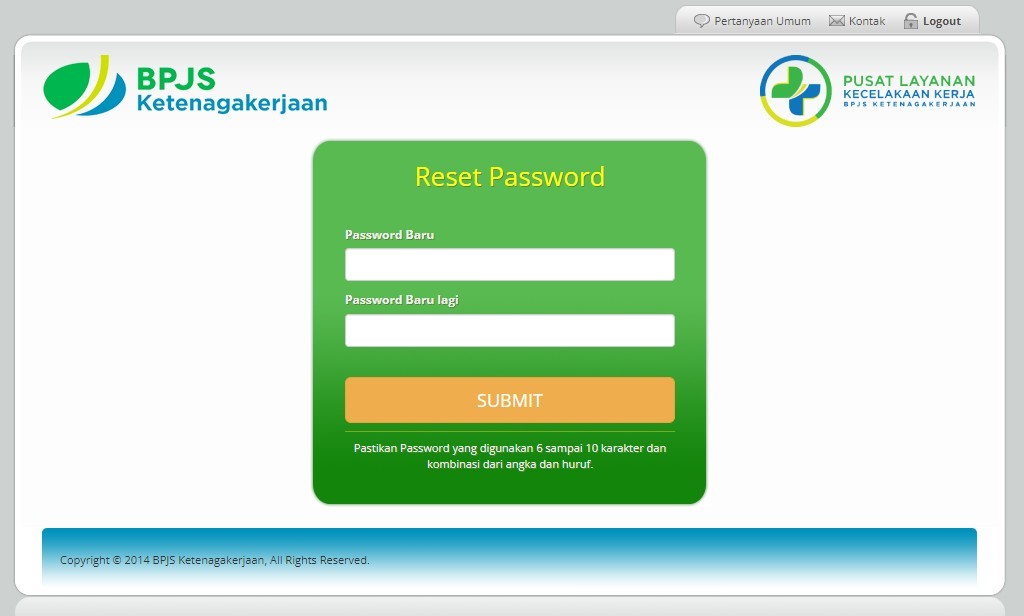 Pertanyaan Umum Kontak Logout
BPJS
Ketenagakerjaan
PUSAT LAYANAN
KECELAKAAN KERJA
BPJS KETENAGAKERJAAN
Reset Password
Password Baru
Password Baru lagi
SUBMIT
Pastikan Password yang digunakan 6 sampai 10 karakter dan
kombinasi dari angka dan huruf.
Copyright © 2014 BPJS Ketenagakerjaan, All Rights Reserved.